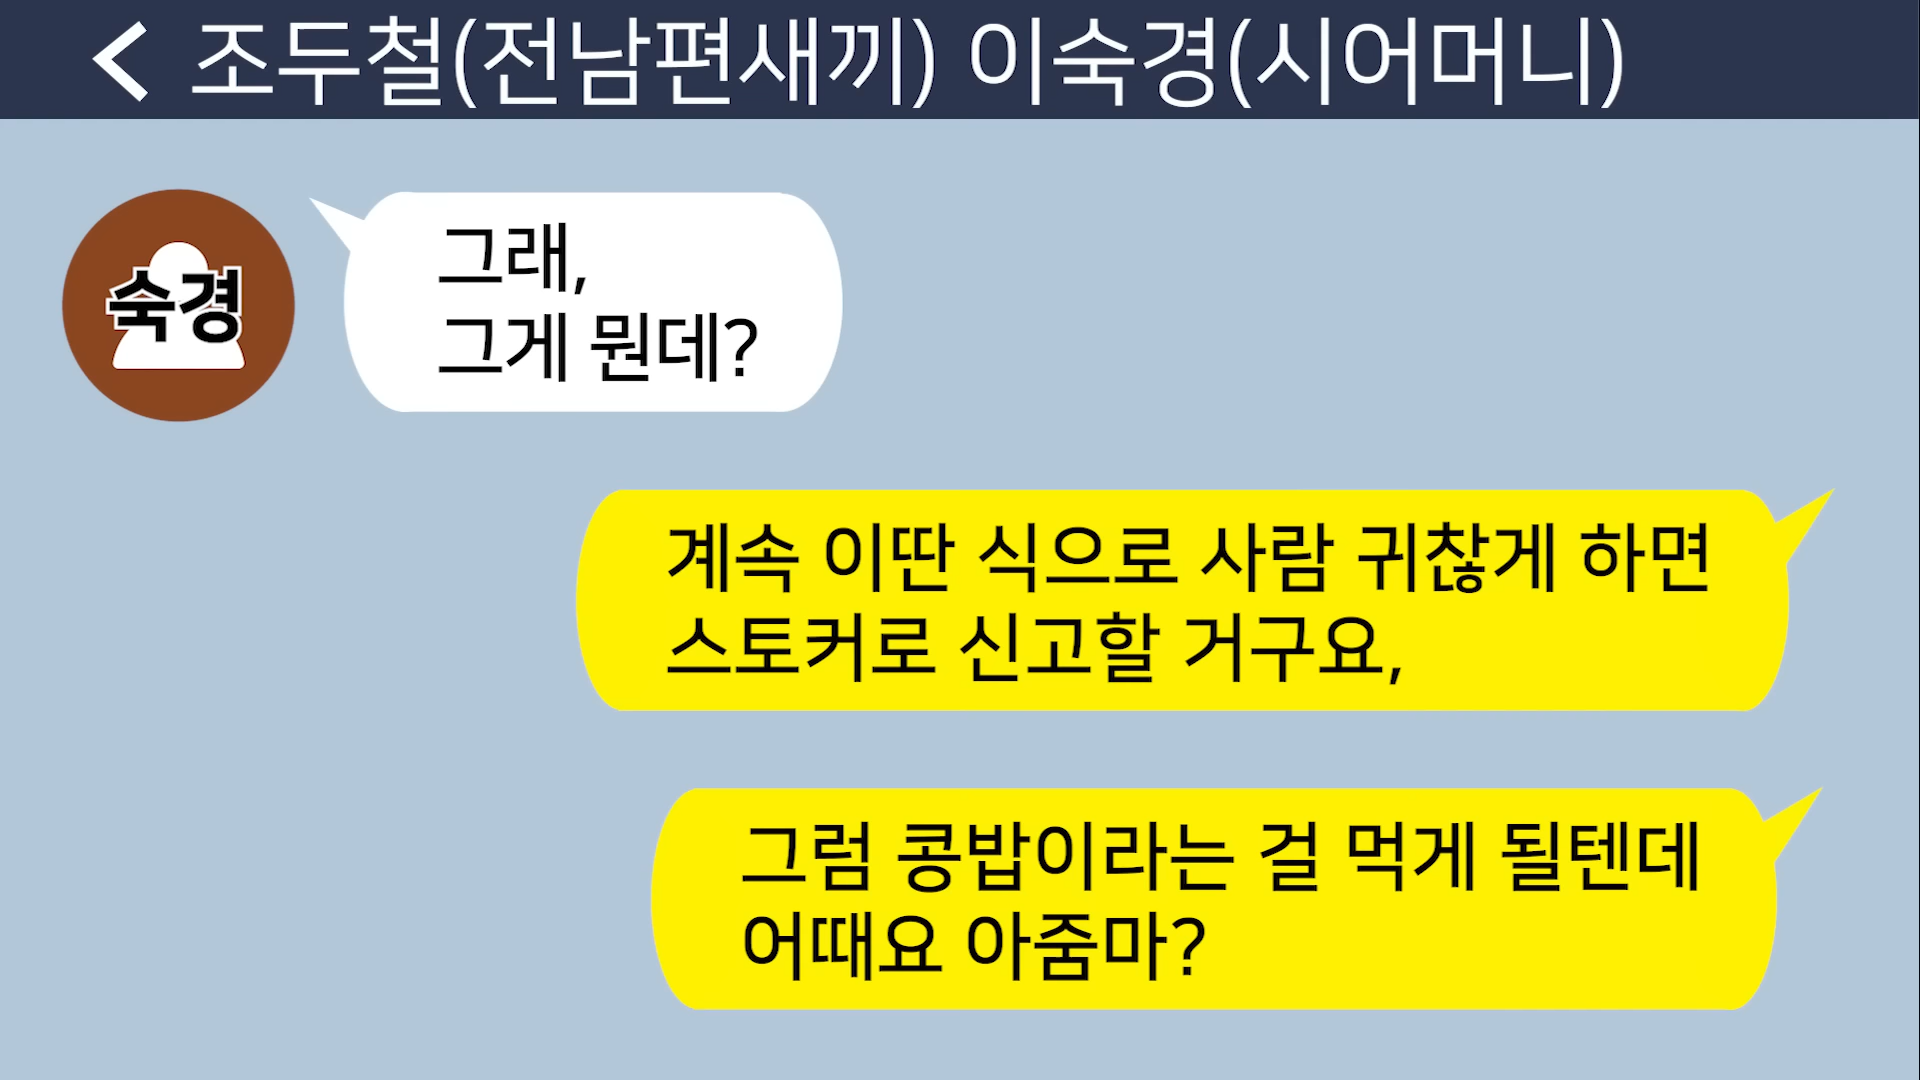 조두철(전남편새끼) 이숙경(시어머니)
숙경
그래,
그게 뭔데?
계속 이딴 식으로 사람 귀찮게 하면
스토커로 신고할 거구요,
그럼 콩밥이라는 걸 먹게 될텐데
어때요 아줌마?